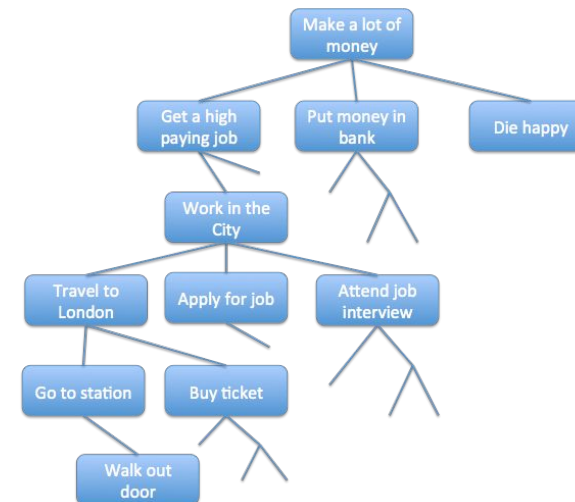 Make a lot of
money
Get a high
paying job
Put money in
bank
Die happy
Work in the
City
Travel to
London
Apply for job
Attend job
interview
Go to station
Buy ticket
Walk out
door